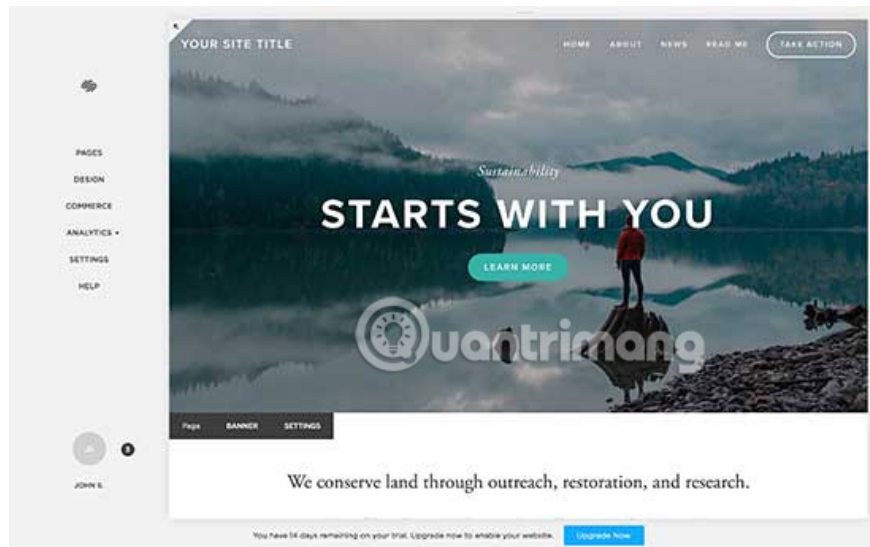 YOUR SITE TITLE
HOME ABOUT NEWS READ ME TAKE ACTION
PAGES
DESIGN
COMMERCE
ANALYTICS
SETTINGS
HELP
Sustainability
STARTS WITH YOU
LEARN MORE
Quantrimang
Page BANNER SETTINGS
We conserve land through outreach, restoration, and research.
JOHN S.
You have 14 days remaining on your trial. Upgrade now to enable your website. Upgrade Now